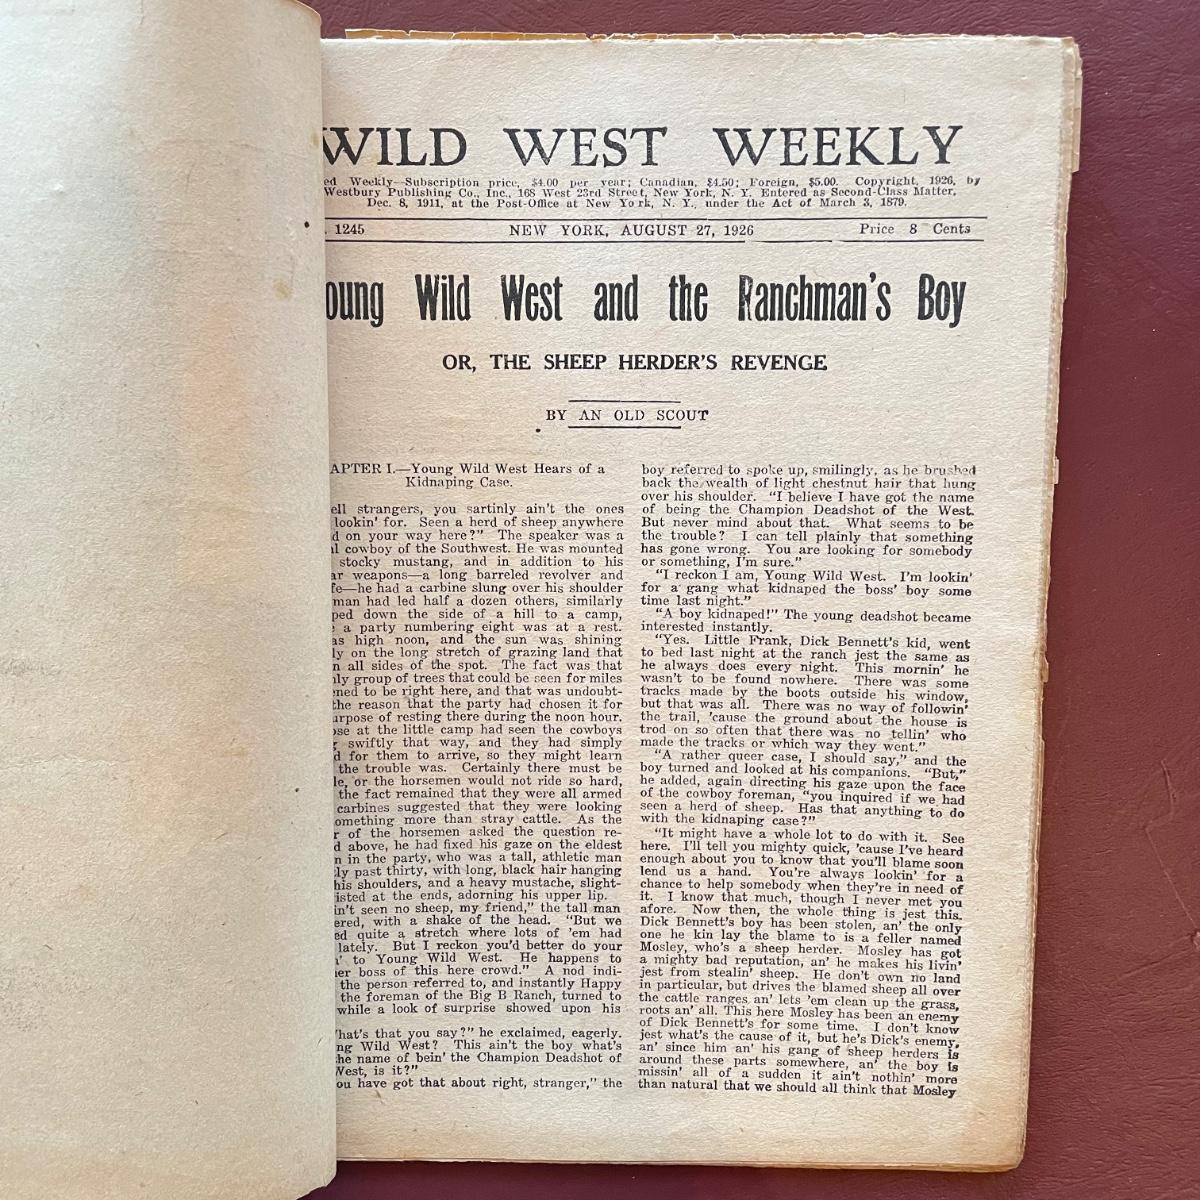 WILD WEST WEEKLY
ed Weekly—Subscription price, $4.00 per year; Canadian, $4.50; Foreign, $5.00. Copyright, 1926, by
Westbury Publishing Co., Inc., 168 West 23rd Street, New York, N. Y. Entered as Second-Class Matter,
Dec. 8, 1911, at the Post-Office at New York, N. Y., under the Act of March 3, 1879.
. 1245 NEW YORK, AUGUST 27, 1926 Price 8 Cents
oung Wild West and the Ranchman's Boy
OR, THE SHEEP HERDER'S REVENGE
BY AN OLD SCOUT
APTER I.—Young Wild West Hears of a
Kidnaping Case.
ell strangers, you sartinly ain't the ones
lookin' for. Seen a herd of sheep anywhere
d on your way here?" The speaker was a
l cowboy of the Southwest. He was mounted
stocky mustang, and in addition to his
ar weapons—a long barreled revolver and
fe—he had a carbine slung over his shoulder
man had led half a dozen others, similarly
ped down the side of a hill to a camp,
e a party numbering eight was at a rest.
as high noon, and the sun was shining
ly on the long stretch of grazing land that
n all sides of the spot. The fact was that
nly group of trees that could be seen for miles
ened to be right here, and that was undoubt-
the reason that the party had chosen it for
urpose of resting there during the noon hour.
ose at the little camp had seen the cowboys
g swiftly that way, and they had simply
d for them to arrive, so they might learn
the trouble was. Certainly there must be
le, or the horsemen would not ride so hard,
the fact remained that they were all armed
carbines suggested that they were looking
omething more than stray cattle. As the
r of the horsemen asked the question re-
d above, he had fixed his gaze on the eldest
n in the party, who was a tall, athletic man
ly past thirty, with long, black hair hanging
his shoulders, and a heavy mustache, slight-
isted at the ends, adorning his upper lip.
in't seen no sheep, my friend," the tall man
ered, with a shake of the head. "But we
ed quite a stretch where lots of 'em had
lately. But I reckon you'd better do your
n' to Young Wild West. He happens to
her boss of this here crowd." A nod indi-
the person referred to, and instantly Happy
the foreman of the Big B Ranch, turned to
while a look of surprise showed upon his
hat's that you say?" he exclaimed, eagerly.
ng Wild West? This ain't the boy what's
he name of bein' the Champion Deadshot of
West, is it?"
ou have got that about right, stranger," the
boy referred to spoke up, smilingly, as he brushed
back the wealth of light chestnut hair that hung
over his shoulder. "I believe I have got the name
of being the Champion Deadshot of the West.
But never mind about that. What seems to be
the trouble? I can tell plainly that something
has gone wrong. You are looking for somebody
or something, I'm sure."
"I reckon I am, Young Wild West. I'm lookin'
for a gang what kidnaped the boss' boy some
time last night."
"A boy kidnaped!" The young deadshot became
interested instantly.
"Yes. Little Frank, Dick Bennett's kid, went
to bed last night at the ranch jest the same as
he always does every night. This mornin' he
wasn't to be found nowhere. There was some
tracks made by the boots outside his window,
but that was all. There was no way of followin'
the trail, 'cause the ground about the house is
trod on so often that there was no tellin' who
made the tracks or which way they went."
"A rather queer case, I should say," and the
boy turned and looked at his companions. "But,"
he added, again directing his gaze upon the face
of the cowboy foreman, "you inquired if we had
seen a herd of sheep. Has that anything to do
with the kidnaping case?"
"It might have a whole lot to do with it. See
here. I'll tell you mighty quick, 'cause I've heard
enough about you to know that you'll blame soon
lend us a hand. You're always lookin' for a
chance to help somebody when they're in need of
it. I know that much, though I never met you
afore. Now then, the whole thing is jest this.
Dick Bennett's boy has been stolen, an' the only
one he kin lay the blame to is a feller named
Mosley, who's a sheep herder. Mosley has got
a mighty bad reputation, an' he makes his livin'
jest from stealin' sheep. He don't own no land
in particular, but drives the blamed sheep all over
the cattle ranges an' lets 'em clean up the grass,
roots an' all. This here Mosley has been an enemy
of Dick Bennett's for some time. I don't know
jest what's the cause of it, but he's Dick's enemy,
an' since him an' his gang of sheep herders is
around these parts somewhere, an' the boy is
missin' all of a sudden it ain't nothin' more
than natural that we should all think that Mosley